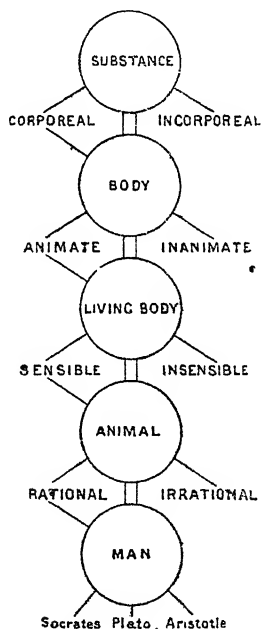 SUBSTANCE
CORPOREAL INCORPOREAL
BODY
ANIMATE INANIMATE
LIVING BODY
SENSIBLE INSENSIBLE
ANIMAL
RATIONAL IRRATIONAL
MAN
Socrates Plato, Aristotle